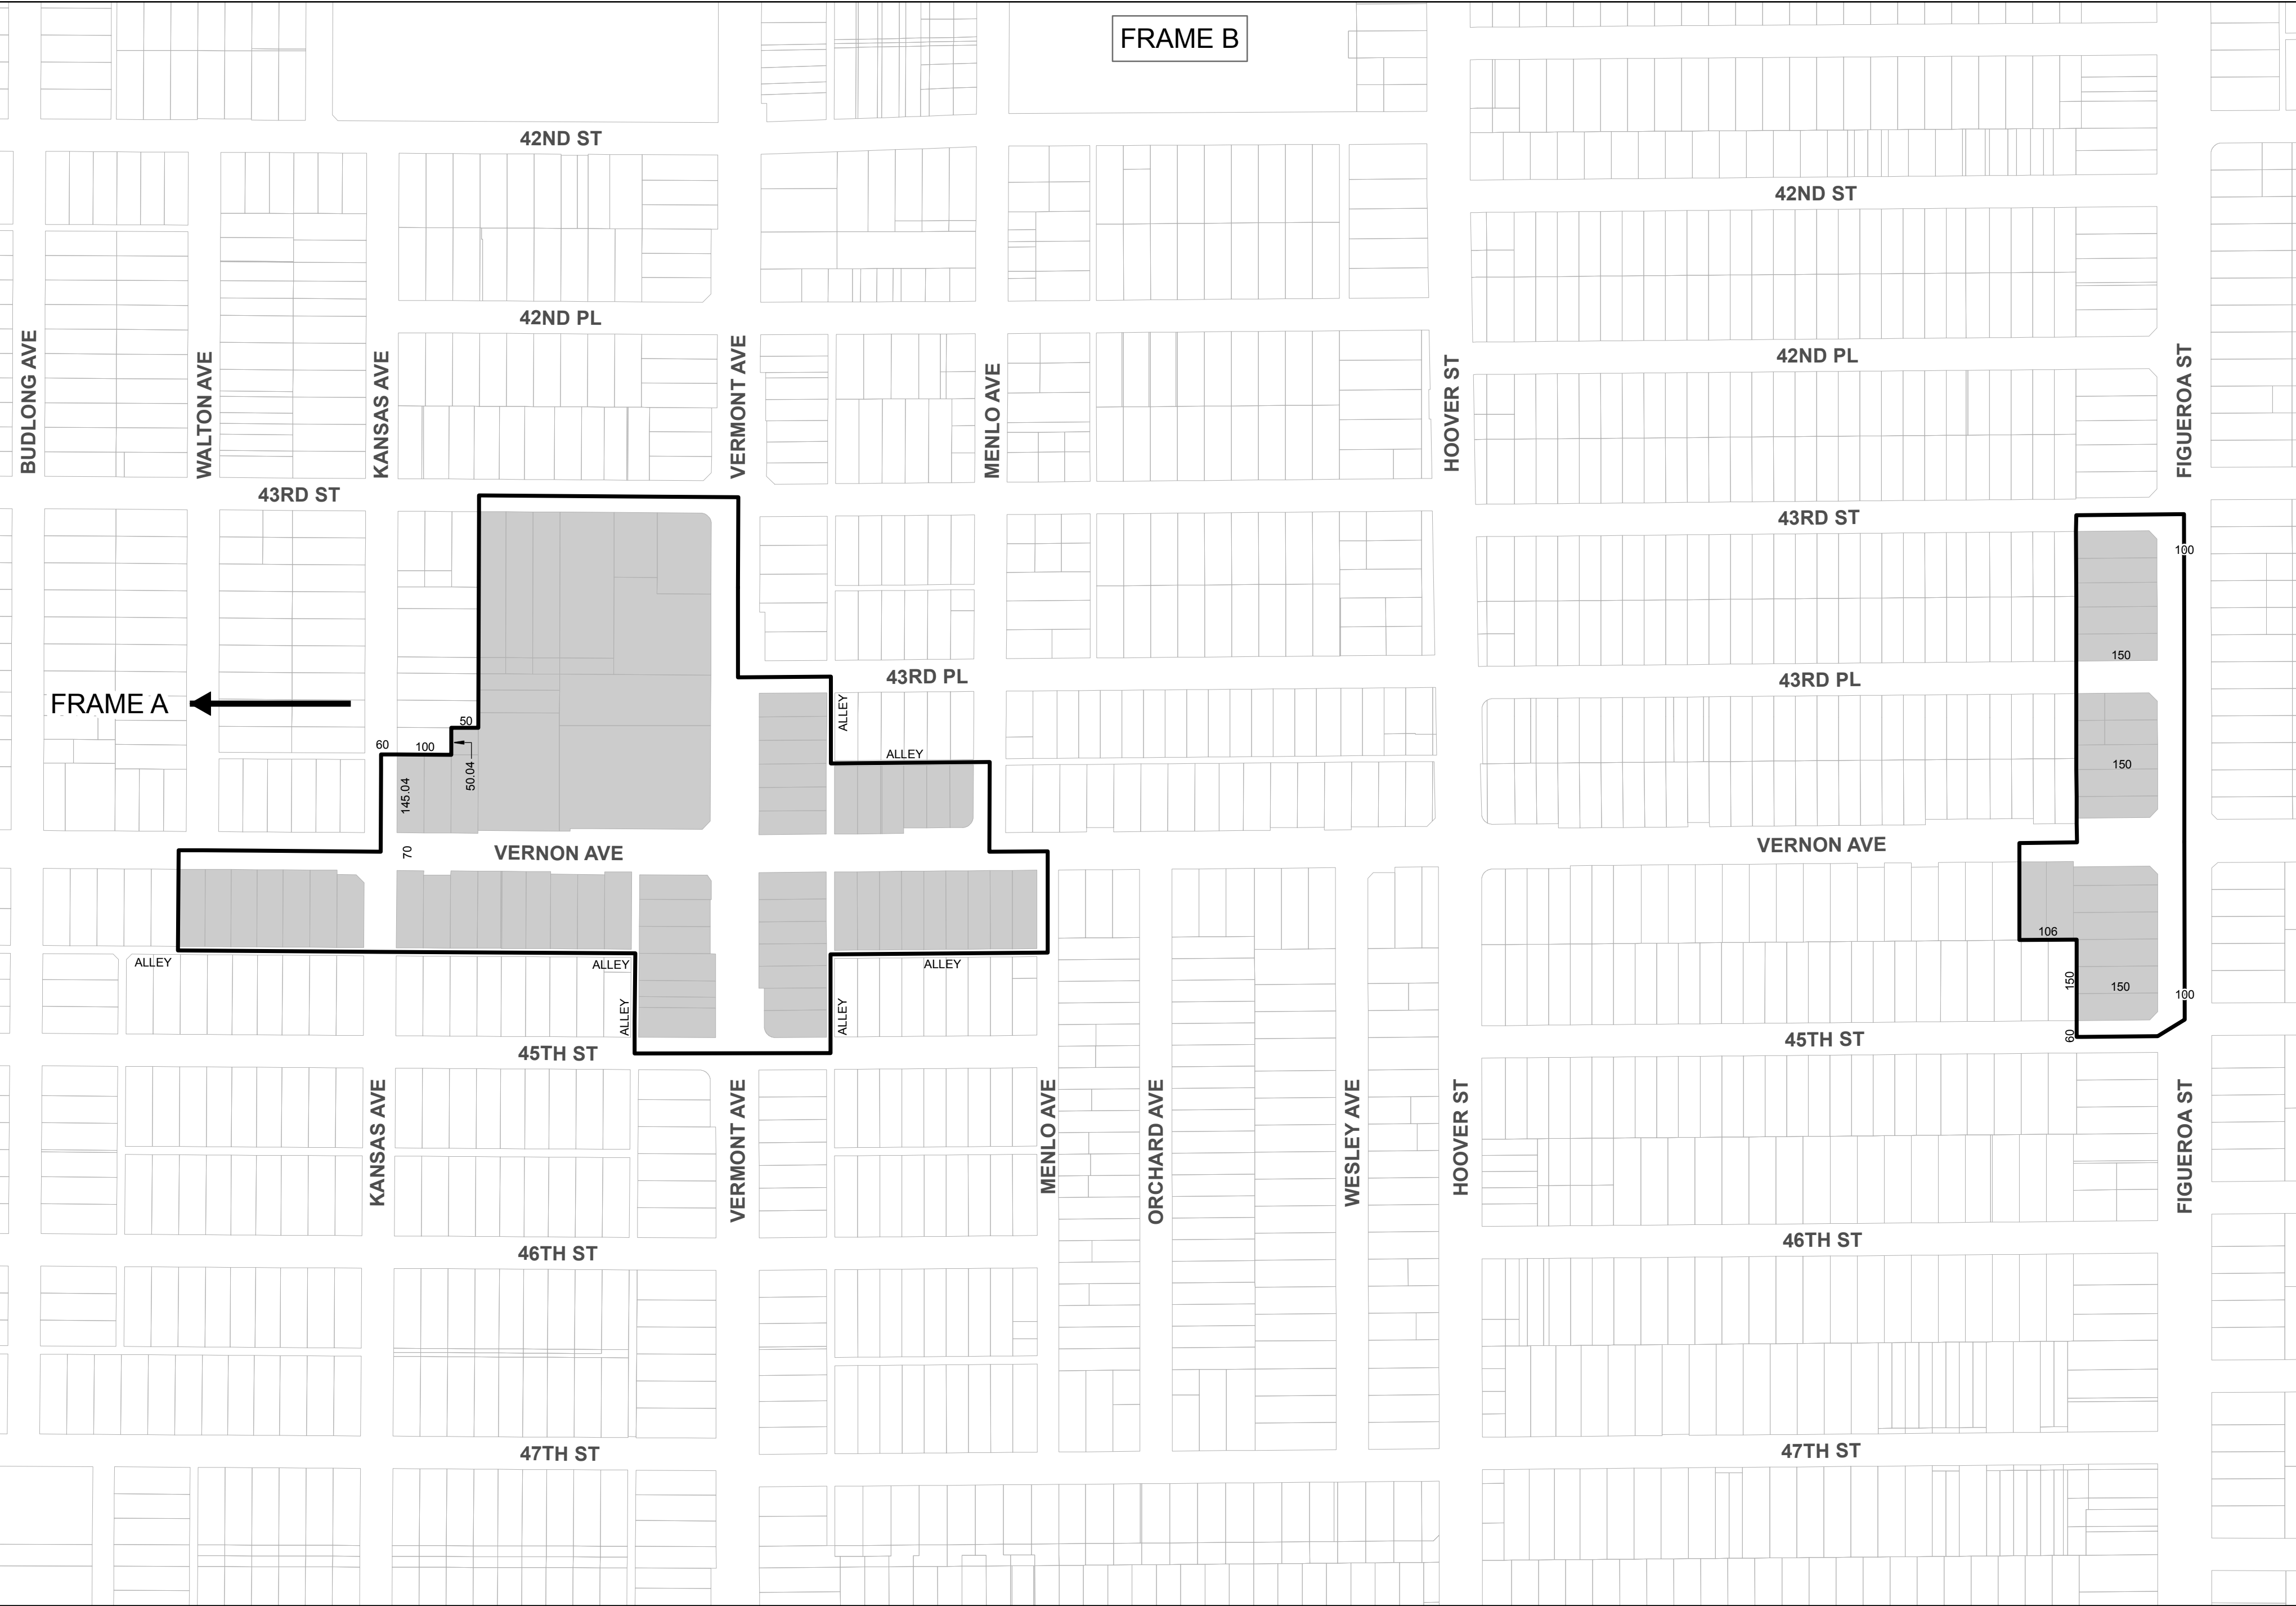 FRAME B
42ND ST
42ND ST
42ND PL
42ND PL
BUDLONG AVE
WALTON AVE
KANSAS AVE
VERMONT AVE
MENLO AVE
HOOVER ST
FIGUEROA ST
43RD ST
43RD ST
100
150
43RD PL
43RD PL
FRAME A
ALLEY
50
60
100
ALLEY
50.04
145.04
150
70
VERNON AVE
VERNON AVE
106
ALLEY
ALLEY
ALLEY
150
150
100
ALLEY
ALLEY
60
45TH ST
45TH ST
KANSAS AVE
VERMONT AVE
MENLO AVE
ORCHARD AVE
WESLEY AVE
HOOVER ST
FIGUEROA ST
46TH ST
46TH ST
47TH ST
47TH ST